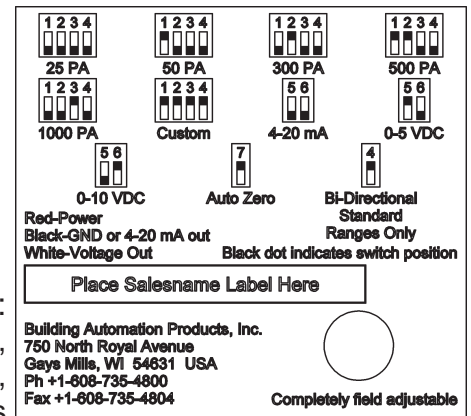 1 2 3 4 1 2 3 4 1 2 3 4 1 2 3 4
25 PA 50 PA 300 PA 500 PA
1 2 3 4 1 2 3 4 5 6 5 6
1000 PA Custom 4-20 mA 0-5 VDC
5 6 7 4
0-10 VDC Auto Zero Bi-Directional
Standard
Ranges Only
Red-Power
Black-GND or 4-20 mA out
White-Voltage Out Black dot indicates switch position
Place Salesname Label Here
Building Automation Products, Inc.
750 North Royal Avenue
Gays Mills, WI 54631 USA
Ph +1-608-735-4800
Fax +1-608-735-4804 Completely field adjustable